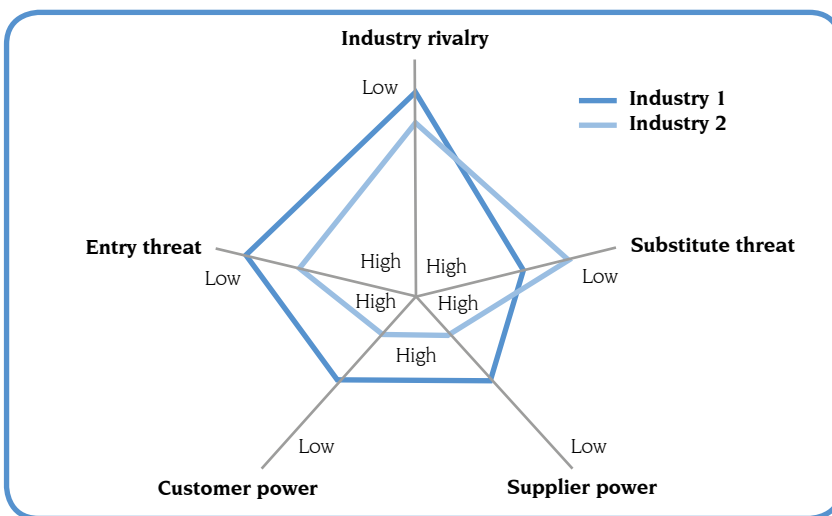 Industry rivalry
Low
Industry 1
Industry 2
Entry threat
Substitute threat
High
High
Low
Low
High
High
High
Low
Low
Customer power
Supplier power